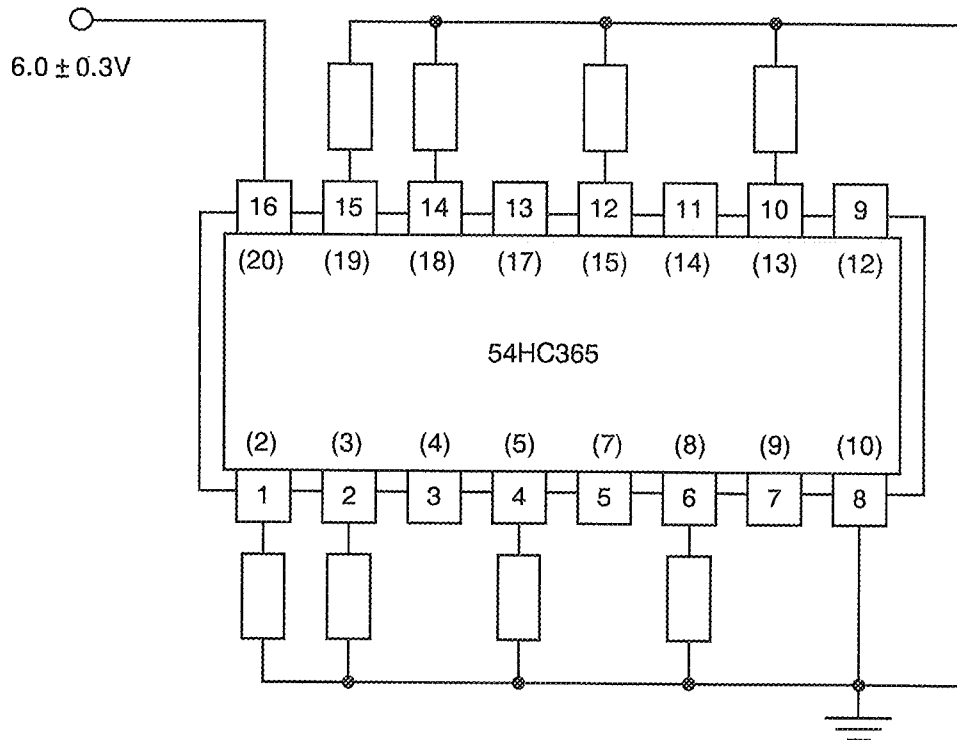 6.0 ± 0.3V
16 15 14 13 12 11 10 9
(20) (19) (18) (17) (15) (14) (13) (12)
54HC365
(2) (3) (4) (5) (7) (8) (9) (10)
1 2 3 4 5 6 7 8